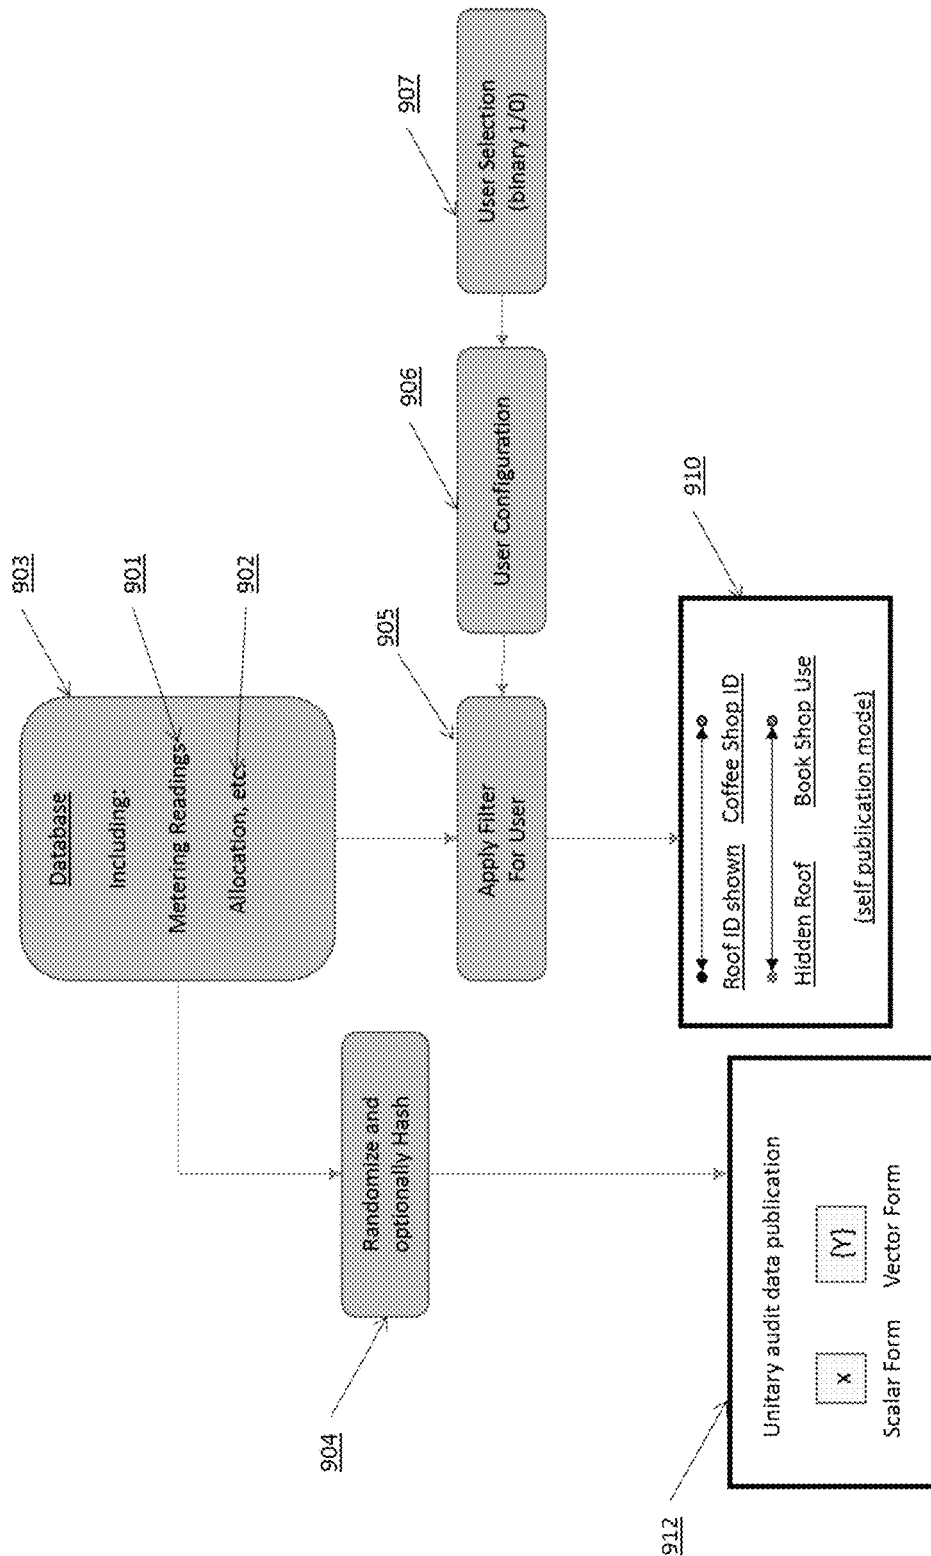 903
901
902
Database
Including:
Metering Readings
Allocation, etc
904
Randomize and
optionally Hash
905
Apply Filter
For User
906
User Configuration
907
User Selection
(binary 1/0)
912
Unitary audit data publication
x
{Y}
Scalar Form
Vector Form
910
Roof ID shown
Coffee Shop ID
Hidden Roof
Book Shop Use
(self publication mode)